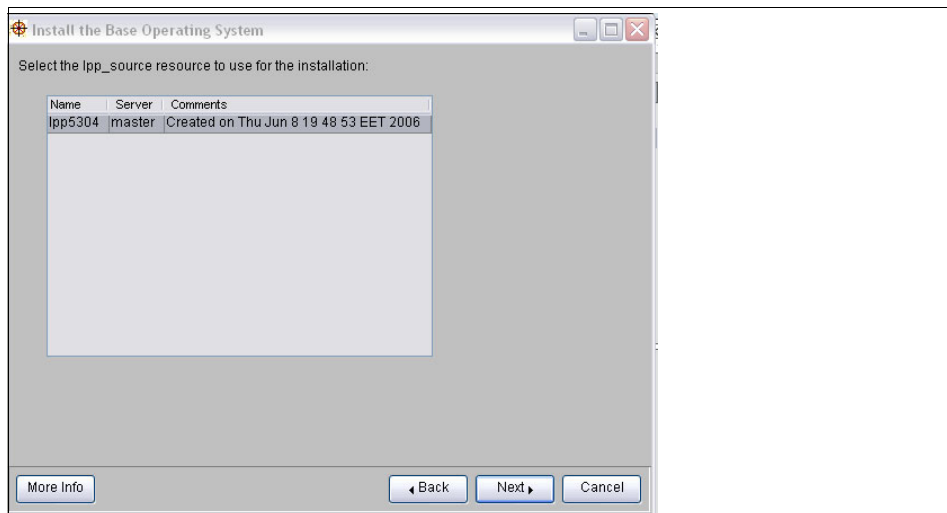 Install the Base Operating System
Select the lpp_source resource to use for the installation:
Name Server Comments
lpp5304 master Created on Thu Jun 8 19 48 53 EET 2006
More Info Back Next Cancel